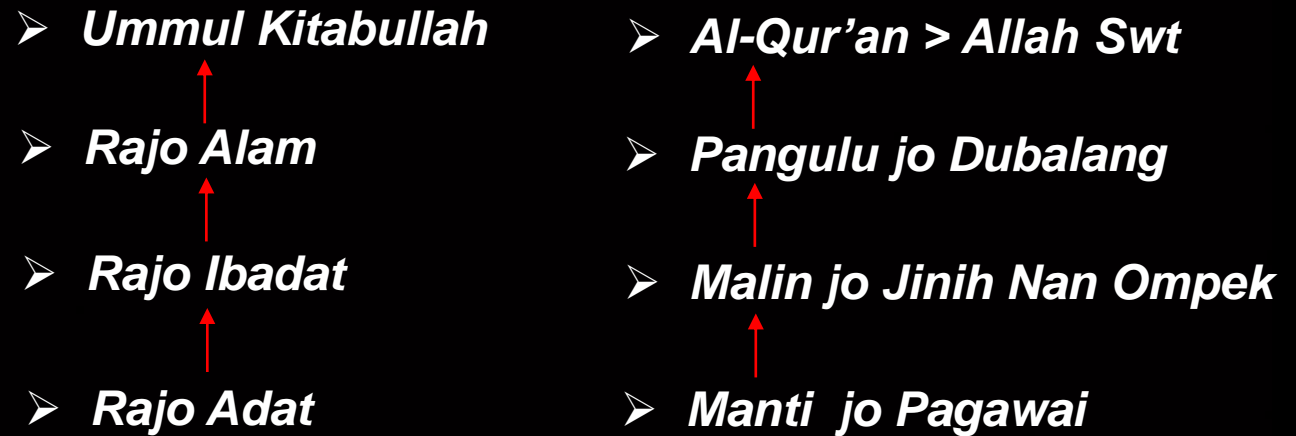 ➢ Ummul Kitabullah
➢ Rajo Alam
➢ Rajo Ibadat
➢ Rajo Adat
➢ Al-Qur’an > Allah Swt
➢ Pangulu jo Dubalang
➢ Malin jo Jinih Nan Ompek
➢ Manti jo Pagawai